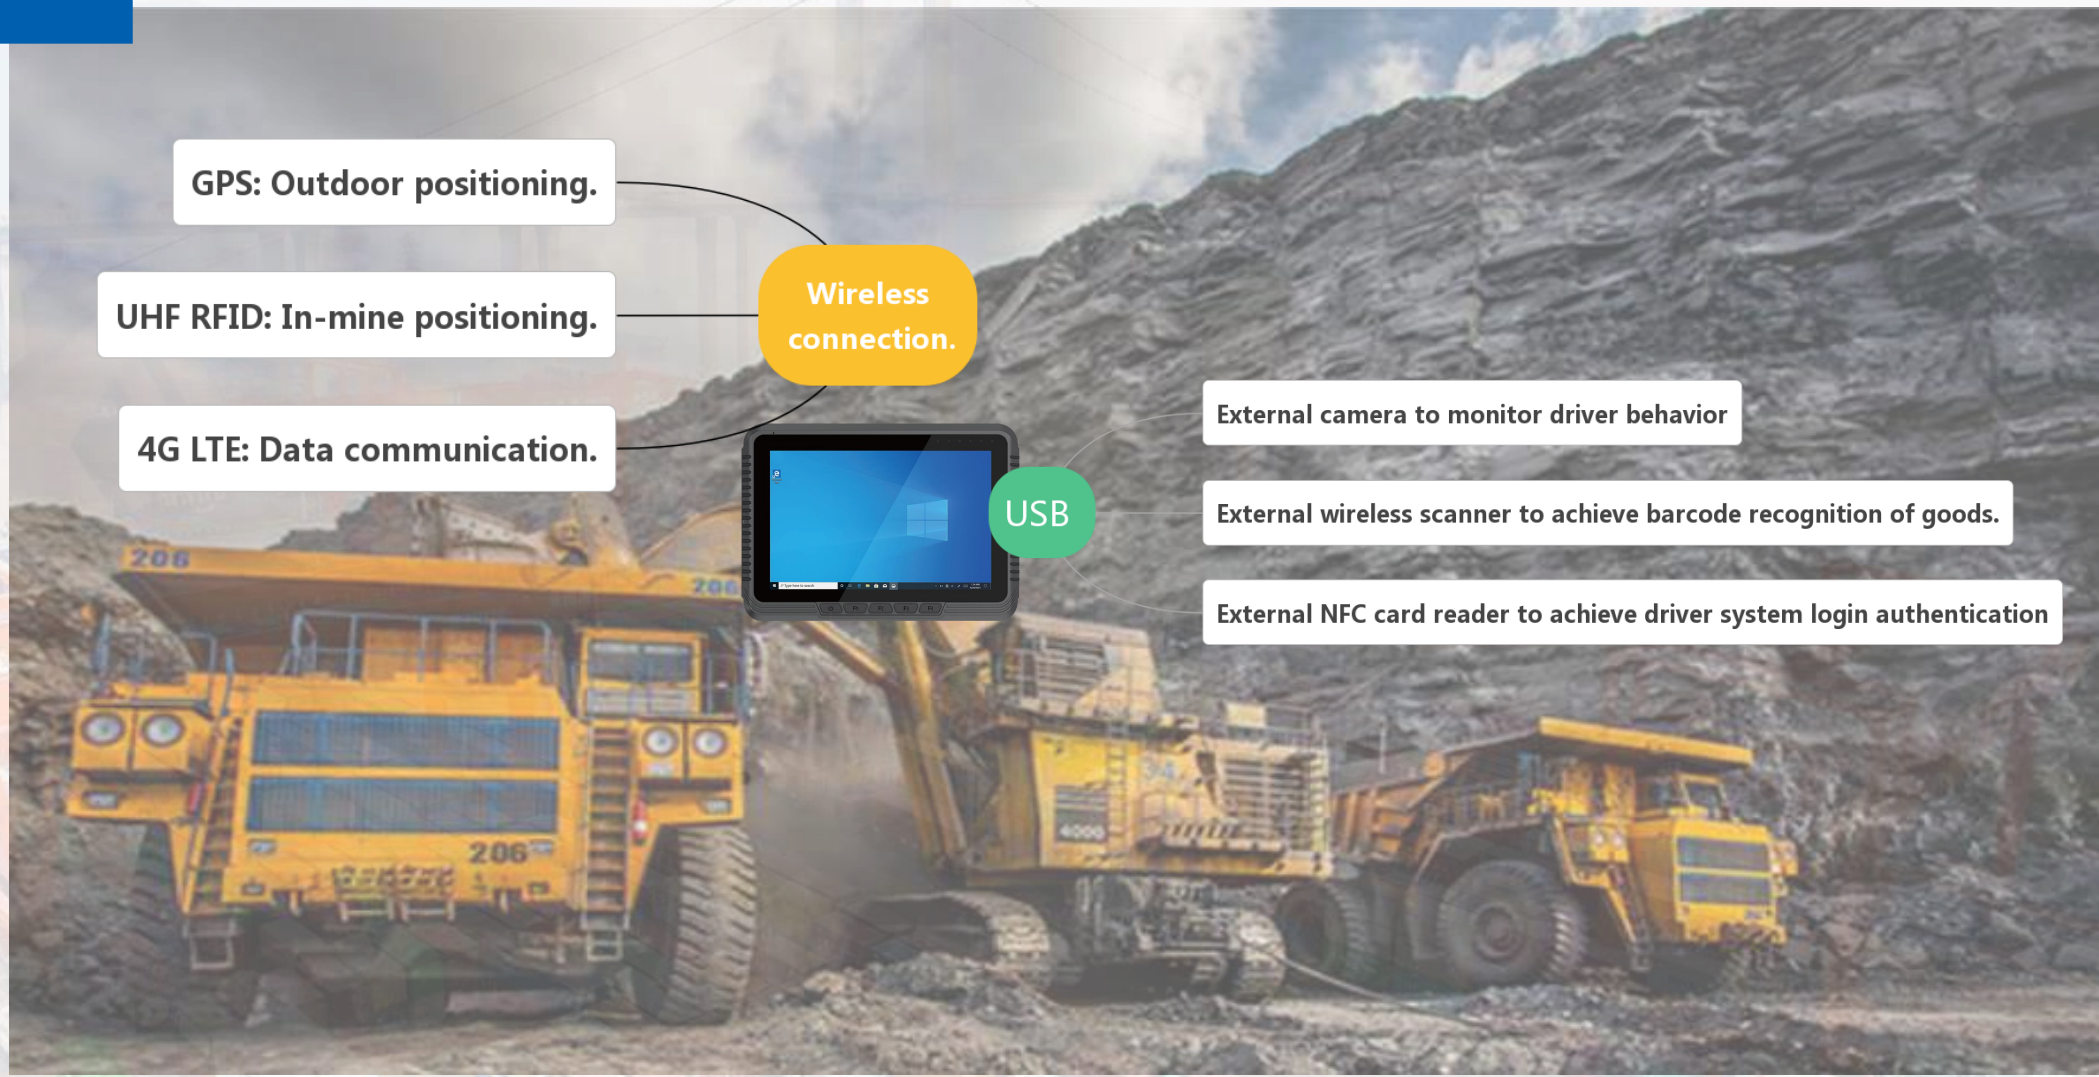 GPS: Outdoor positioning.
UHF RFID: In-mine positioning.
4G LTE: Data communication.
Wireless
connection.
USB
External camera to monitor driver behavior
External wireless scanner to achieve barcode recognition of goods.
External NFC card reader to achieve driver system login authentication
206
206
206
34
4000